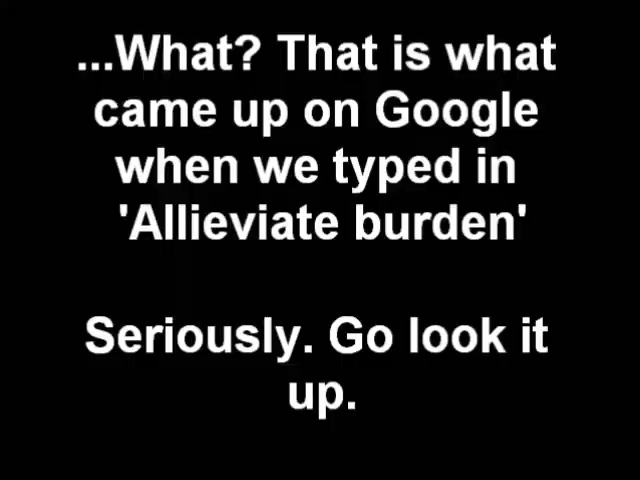 ...What? That is what
came up on Google
when we typed in
'Allieviate burden'
Seriously. Go look it
up.